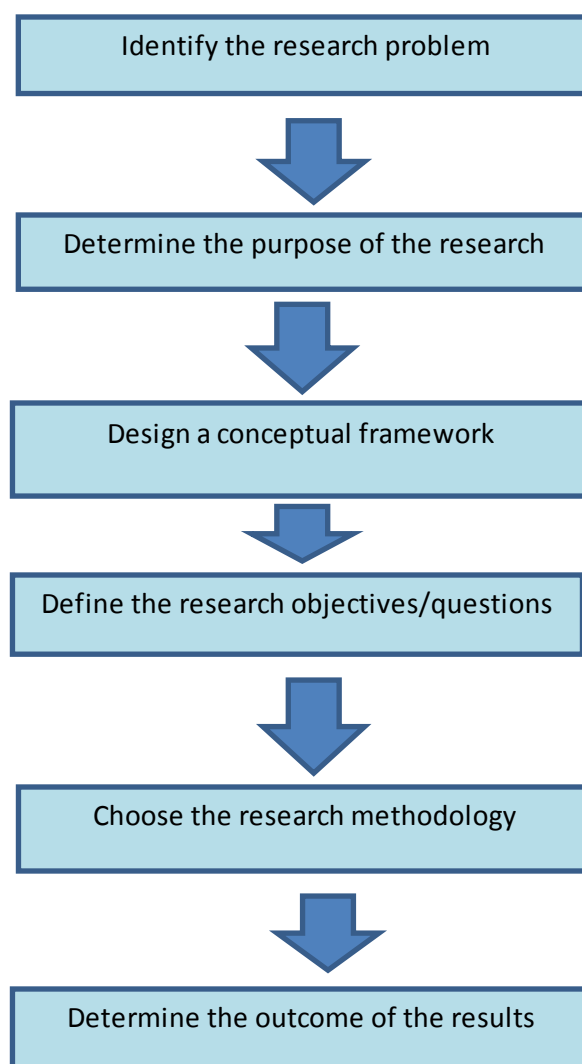 Identify the research problem
Determine the purpose of the research
Design a conceptual framework
Define the research objectives/questions
Choose the research methodology
Determine the outcome of the results